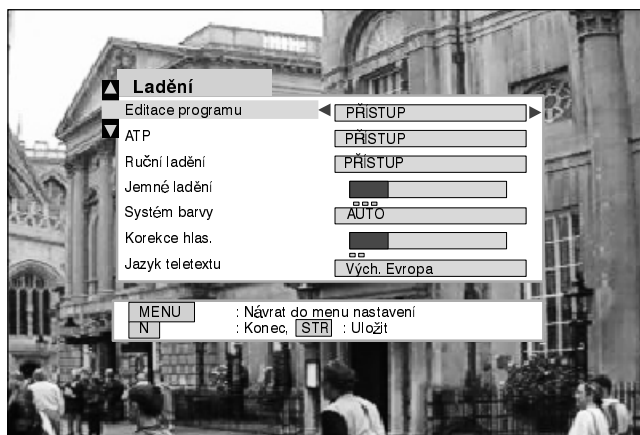 Ladění
Editace programu PŘÍSTUP
ATP PŘÍSTUP
Ruční ladění PŘÍSTUP
Jemné ladění
Systém barvy AUTO
Korekce hlas.
Jazyk teletextu Vých. Evropa
MENU : Návrat do menu nastavení
N : Konec, STR : Uložit